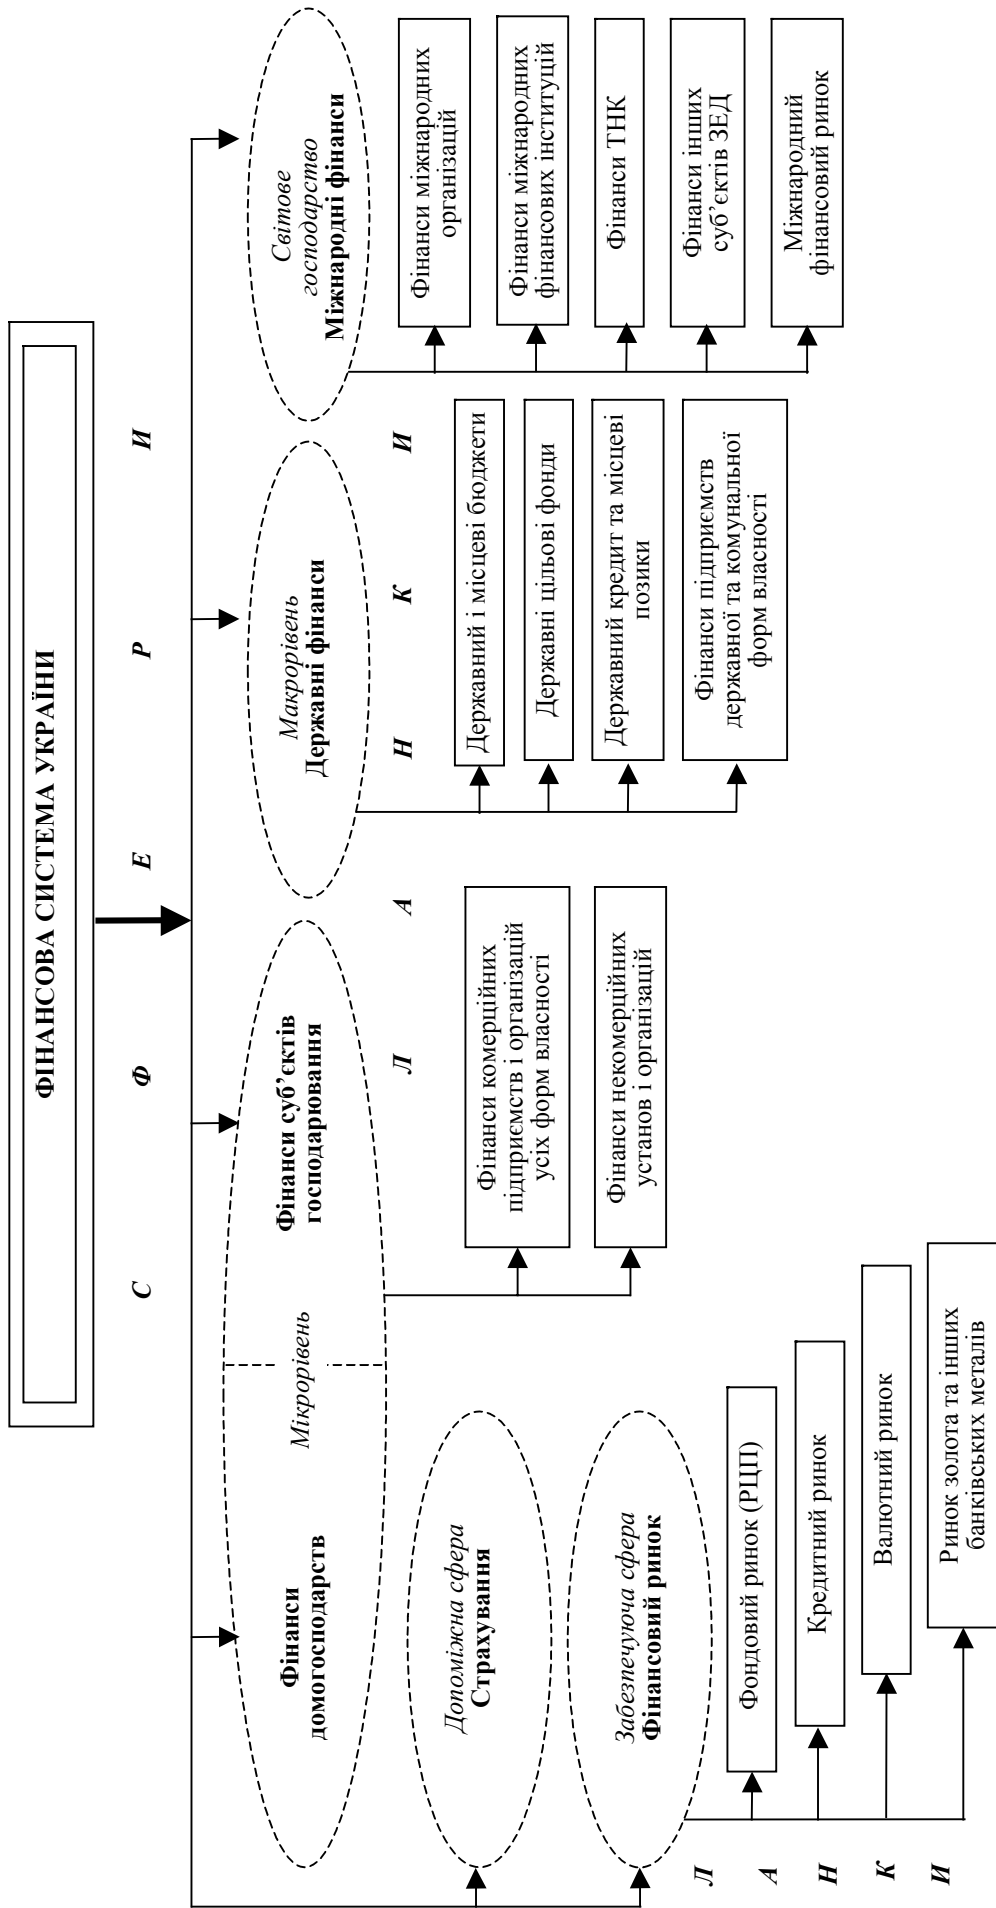 ФІНАНСОВА СИСТЕМА УКРАЇНИ
С Ф Е Р И
Фінанси
домогосподарств
Мікрорівень
Фінанси суб’єктів
господарювання
Макрорівень
Державні фінанси
Світове
господарство
Міжнародні фінанси
Допоміжна сфера
Страхування
Забезпечуюча сфера
Фінансовий ринок
Л А Н К И
Фінанси комерційних
підприємств і організацій
усіх форм власності
Фінанси некомерційних
установ і організацій
Державний і місцеві бюджети
Державні цільові фонди
Державний кредит та місцеві
позики
Фінанси підприємств
державної та комунальної
форм власності
Фінанси міжнародних
організацій
Фінанси міжнародних
фінансових інституцій
Фінанси ТНК
Фінанси інших
суб’єктів ЗЕД
Міжнародний
фінансовий ринок
Л
А
Н
К
И
Фондовий ринок (РЦП)
Кредитний ринок
Валютний ринок
Ринок золота та інших
банківських металів